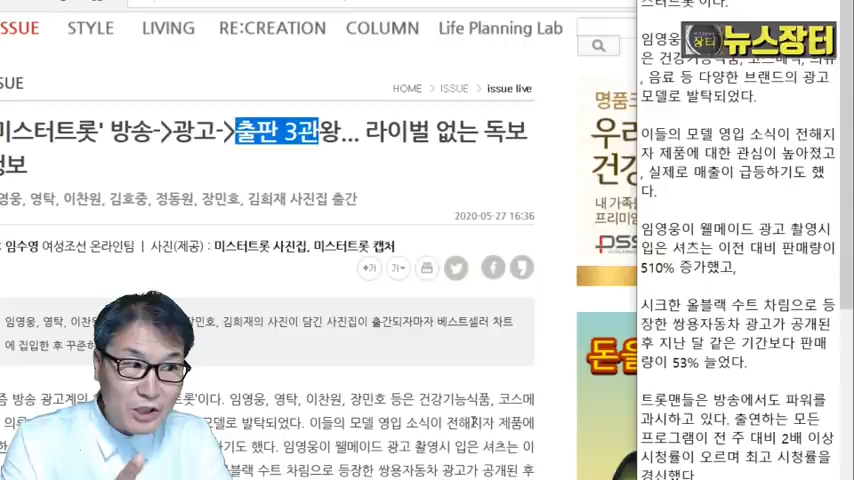 ISSUE STYLE LIVING RE:CREATION COLUMN Life Planning Lab
HOME > ISSUE > issue live
미스터트롯' 방송->광고->출판 3관왕... 라이벌 없는 독보
행보
영탁, 이찬원, 김호중, 정동원, 장민호, 김희재 사진집 출간
2020-05-27 16:36
임수영 여성조선 온라인팀 | 사진(제공) : 미스터트롯 사진집, 미스터트롯 캡처
가+ 가-
임영웅, 영탁, 이찬원 장민호, 김희재의 사진이 담긴 사진집이 출간되자마자 베스트셀러 차트
에 집입한 후 꾸준히
방송 광고계의 트롯'이다. 임영웅, 영탁, 이찬원, 장민호 등은 건강기능식품, 코스메
의류 모델로 발탁되었다. 이들의 모델 영입 소식이 전해지자 제품에
하기도 했다. 임영웅이 웰메이드 광고 촬영시 입은 셔츠는 이
올블랙 수트 차림으로 등장한 쌍용자동차 광고가 공개된 후
명품
우리
건강
내 가족
프리미엄
돈을
장터
뉴스장터
임영웅
은 건강기능식품, 코스메틱, 의류
, 음료 등 다양한 브랜드의 광고
모델로 발탁되었다.
이들의 모델 영입 소식이 전해지
자 제품에 대한 관심이 높아졌고
, 실제로 매출이 급등하기도 했
다.
임영웅이 웰메이드 광고 촬영시
입은 셔츠는 이전 대비 판매량이
510% 증가했고,
시크한 올블랙 수트 차림으로 등
장한 쌍용자동차 광고가 공개된
후 지난 달 같은 기간보다 판매
량이 53% 늘었다.
트롯맨들은 방송에서도 파워를
과시하고 있다. 출연하는 모든
프로그램이 전 주 대비 2배 이상
시청률이 오르며 최고 시청률을
경신했다